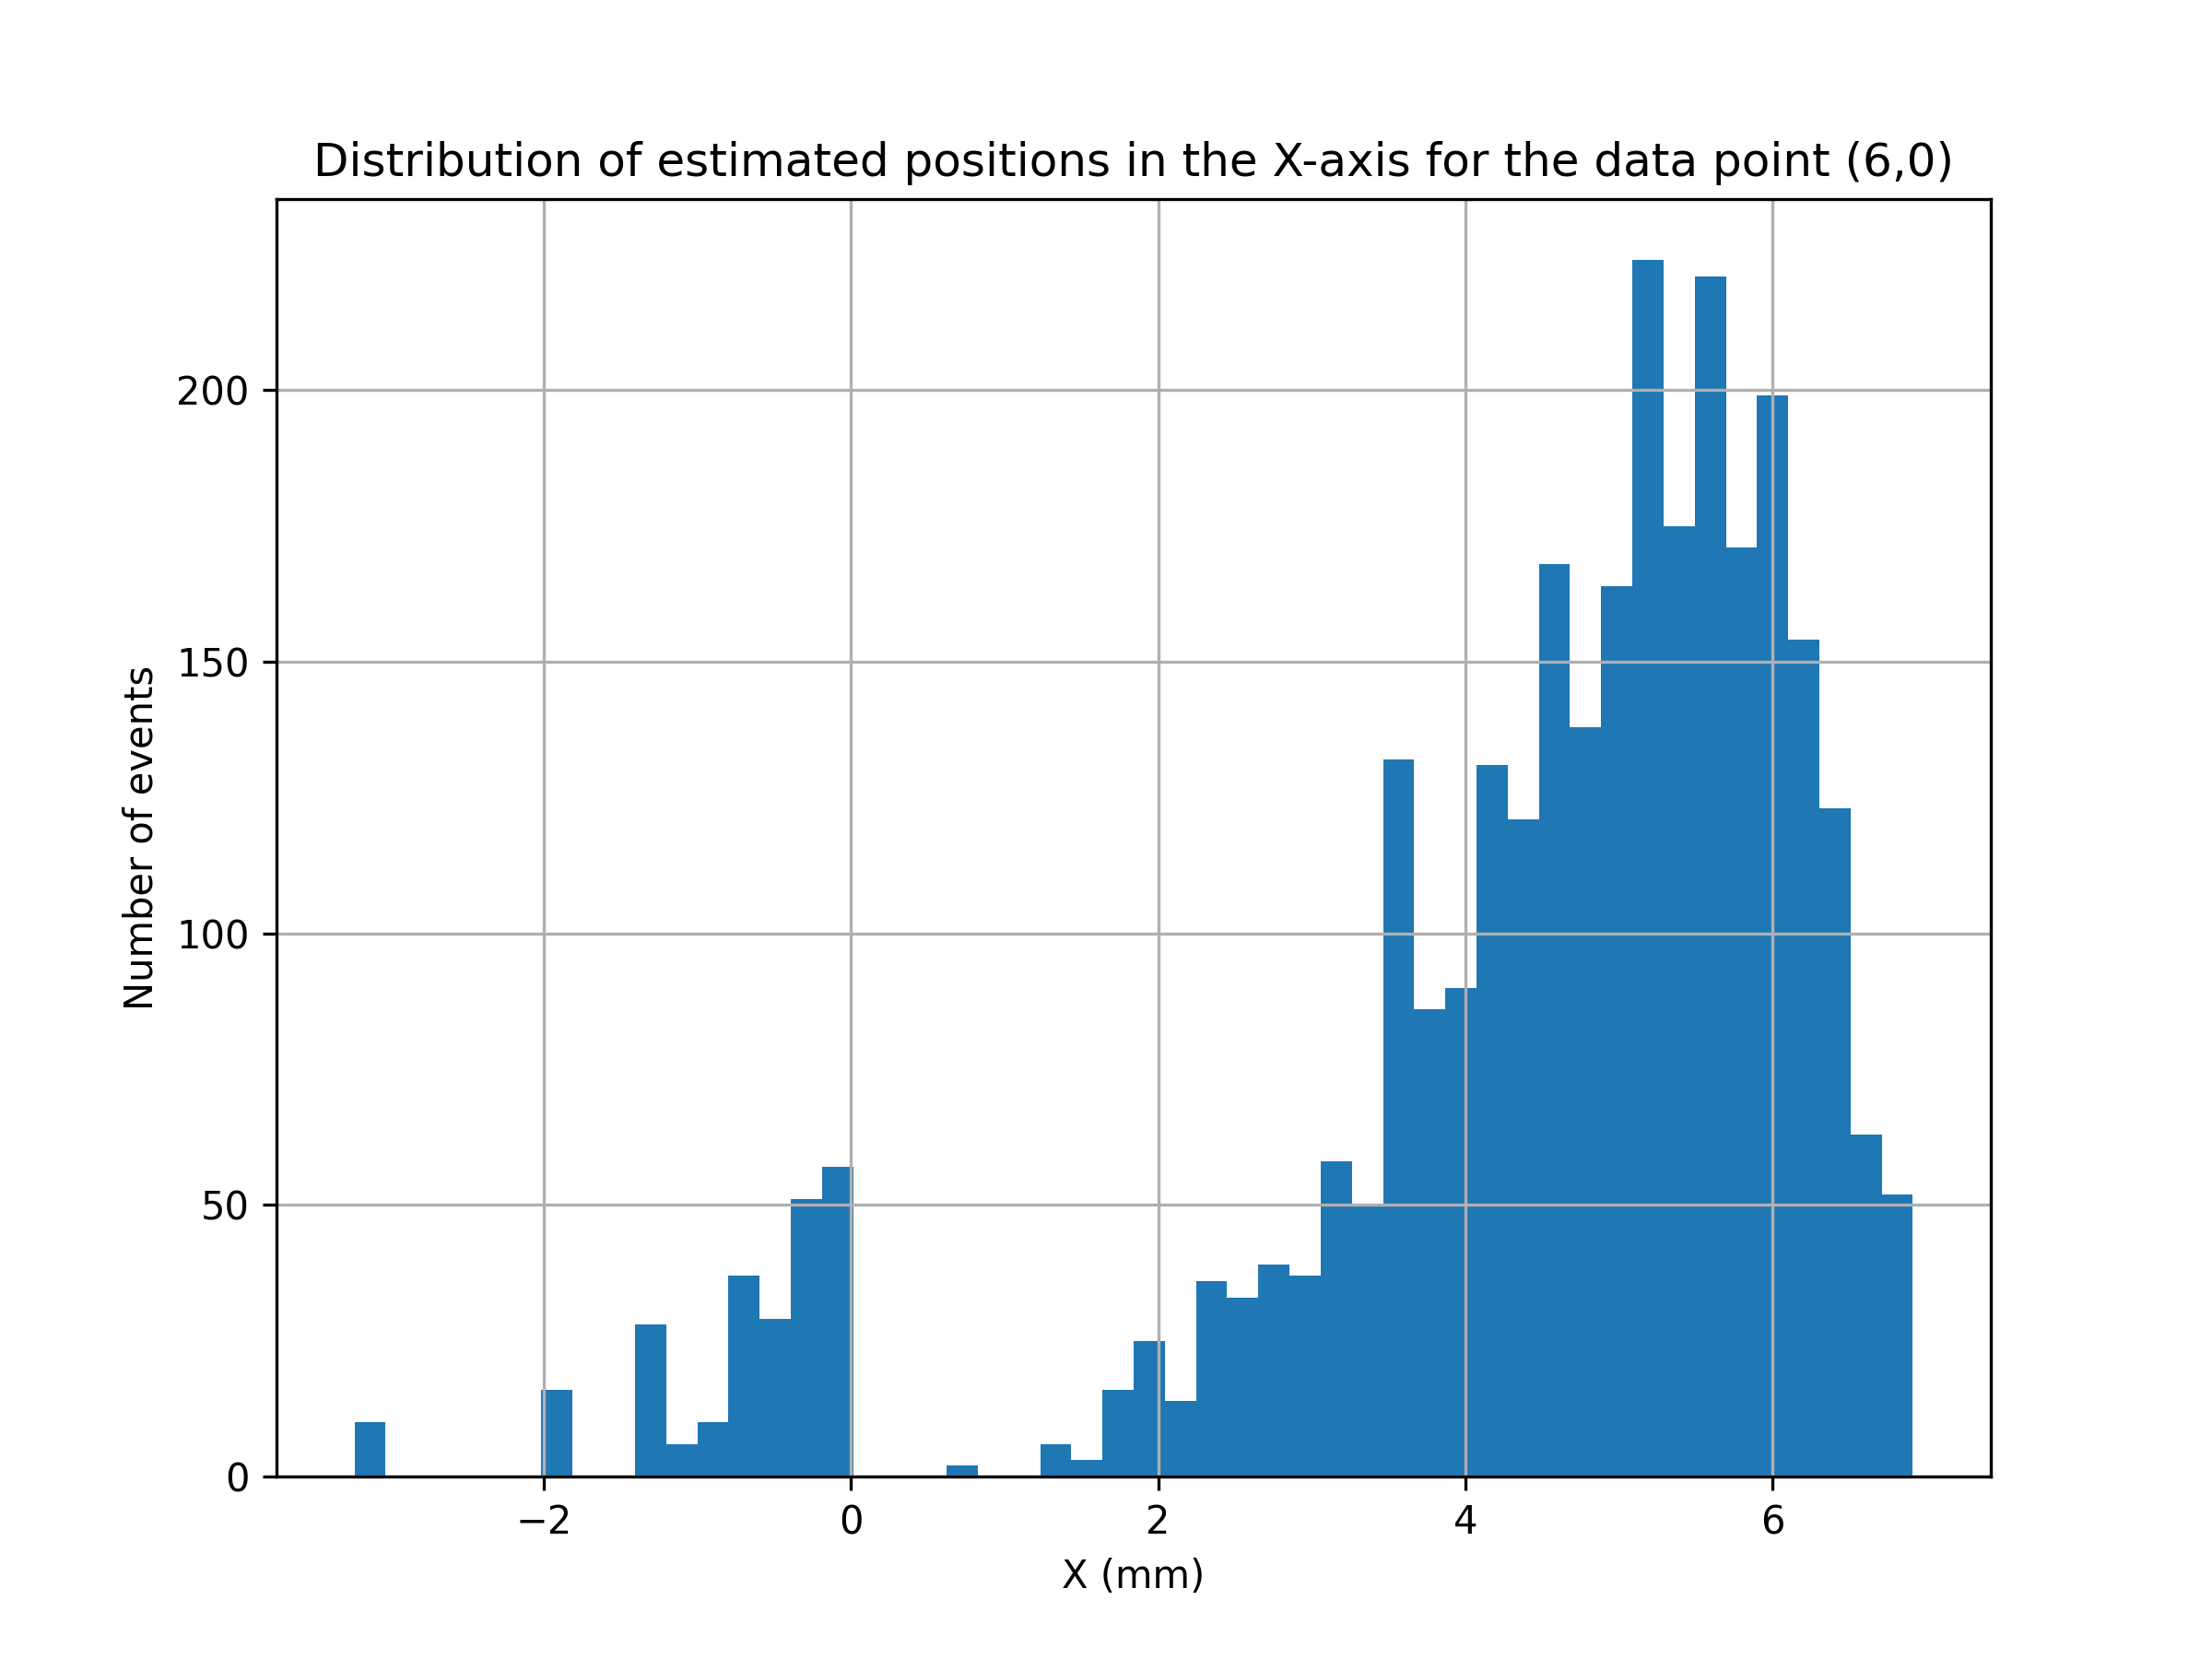 Distribution of estimated positions in the X-axis for the data point (6,0)
200
150
100
50
0
Number of events
−2 0 2 4 6
X (mm)